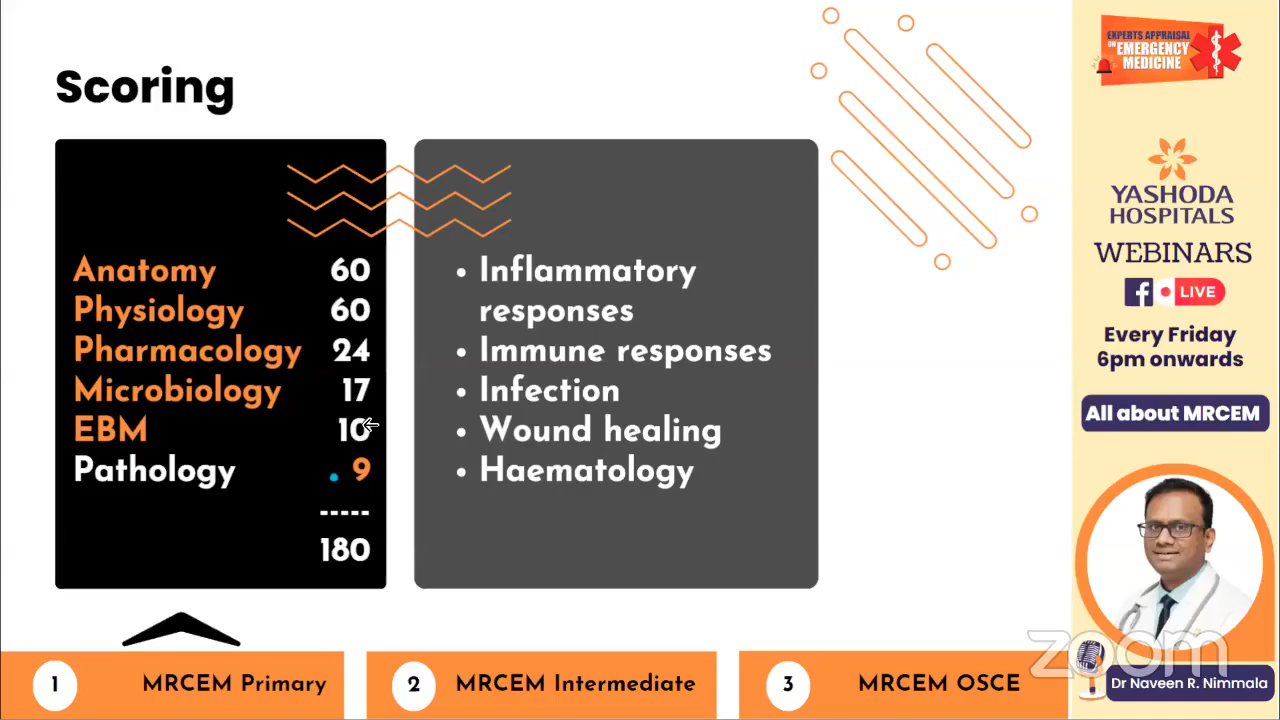 Scoring
Anatomy 60
Physiology 60
Pharmacology 24
Microbiology 17
EBM 10
Pathology . 9
-----
180
• Inflammatory
responses
• Immune responses
• Infection
• Wound healing
• Haematology
1 MRCEM Primary
2 MRCEM Intermediate
3 MRCEM OSCE
EXPERTS APPRAISAL
ON EMERGENCY
MEDICINE
YASHODA
HOSPITALS
WEBINARS
f LIVE
Every Friday
6pm onwards
All about MRCEM
zoom
Dr Naveen R. Nimmala